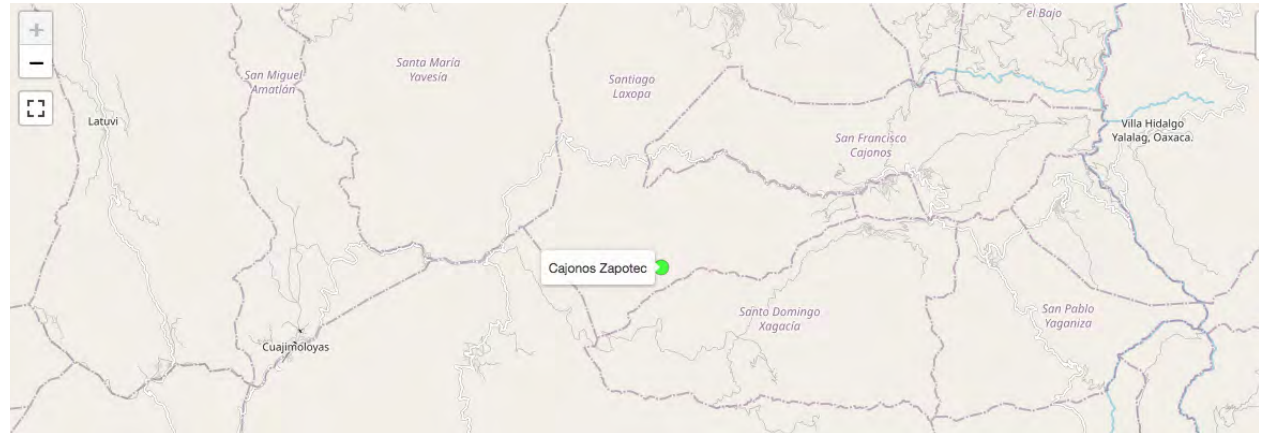 +
−
el Bajo
Santa María
Yavesía
San Miguel
Amatlán
Santiago
Laxopa
Latuvi
Villa Hidalgo
Yalalag, Oaxaca.
San Francisco
Cajonos
Cajonos Zapotec
Santo Domingo
Xagacía
San Pablo
Yaganiza
Cuajimoloyas